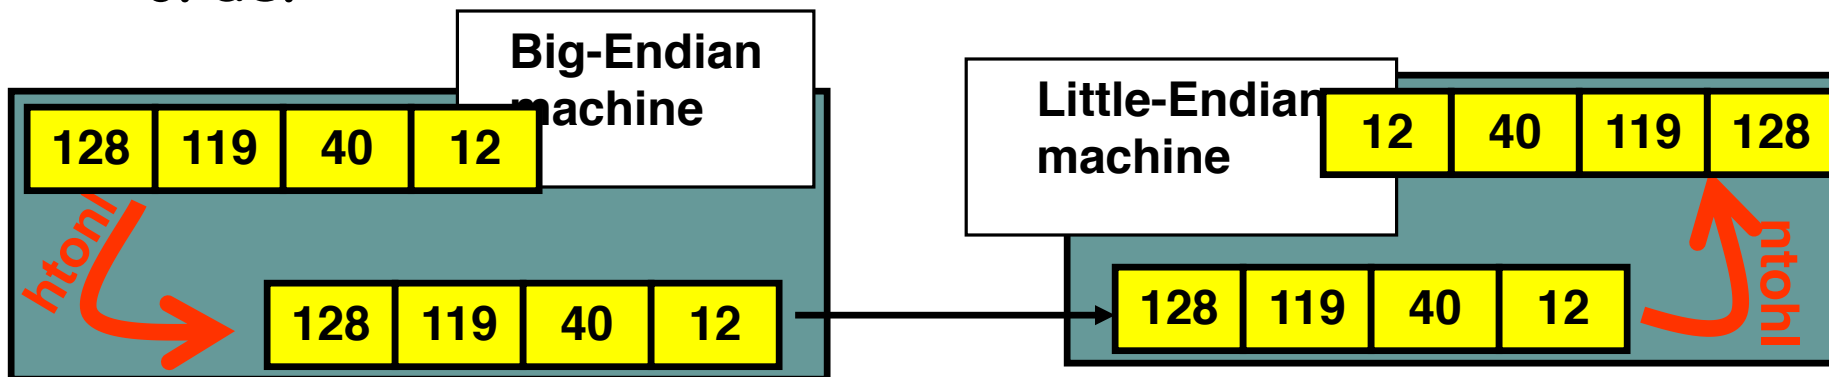 Big-Endian
machine
128 119 40 12
htonl
128 119 40 12
Little-Endian
machine
12 40 119 128
ntohl
128 119 40 12